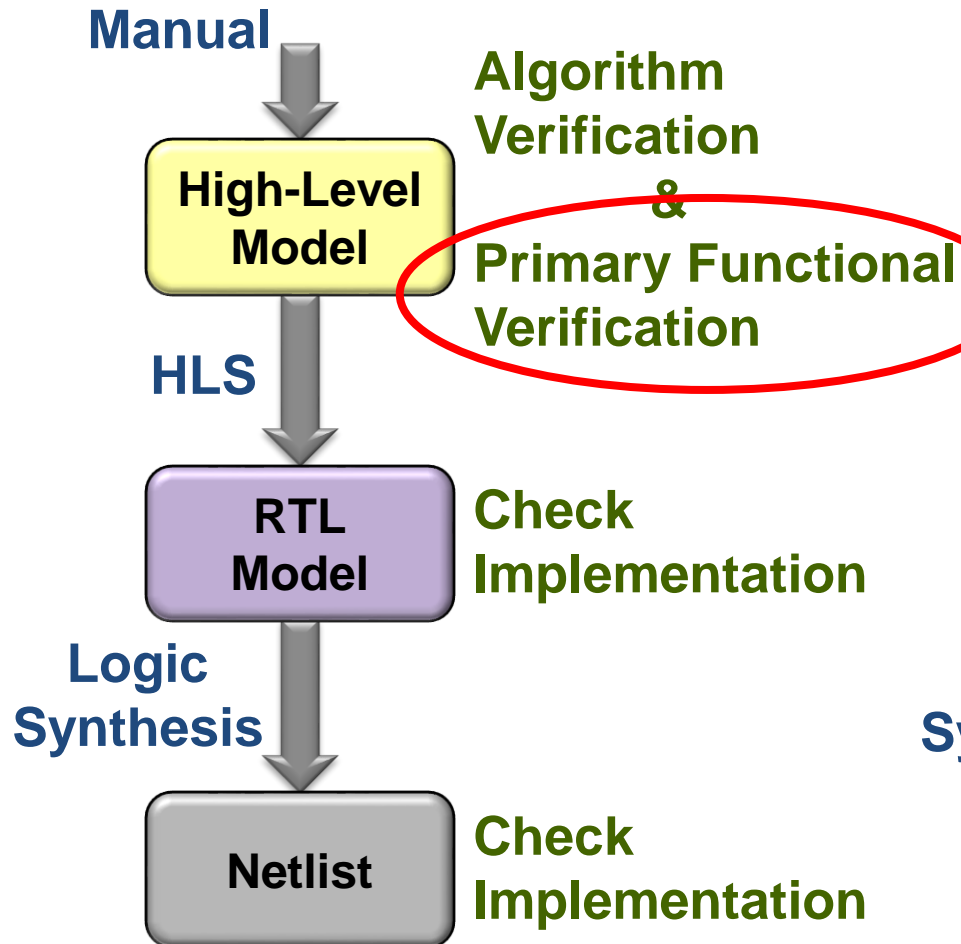 Manual
Algorithm
Verification
&
Primary Functional
Verification
High-Level
Model
HLS
RTL
Model
Check
Implementation
Logic
Synthesis
Sy
Netlist
Check
Implementation